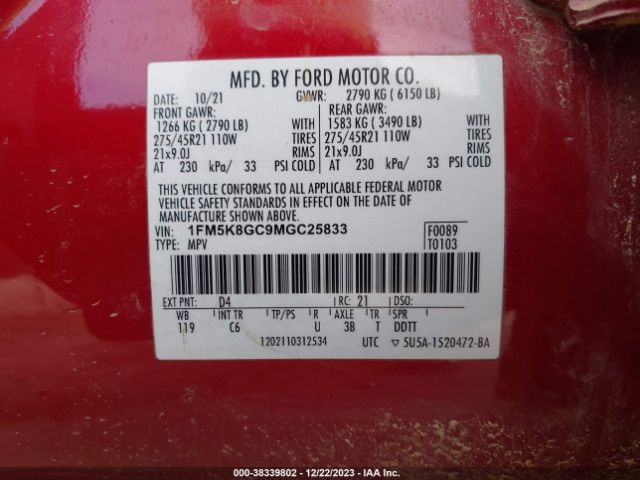 MFD. BY FORD MOTOR CO.
DATE: 10/21 GVWR: 2790 KG ( 6150 LB)
FRONT GAWR: REAR GAWR:
1266 KG ( 2790 LB) WITH 1583 KG ( 3490 LB) WITH
275/45R21 110W TIRES 275/45R21 110W TIRES
21x9.0J RIMS 21x9.0J RIMS
AT 230 kPa/ 33 PSI COLD AT 230 kPa/ 33 PSI COLD
THIS VEHICLE CONFORMS TO ALL APPLICABLE FEDERAL MOTOR
VEHICLE SAFETY STANDARDS IN EFFECT ON THE DATE OF
MANUFACTURE SHOWN ABOVE.
VIN: 1FM5K8GC9MGC25833 F0089
TYPE: MPV T0103
EXT PNT: D4 RC: 21 DSO:
WB INT TR TP/PS R AXLE TR SPR
119 C6 U 3B T DDTT
1202110312534 UTC ▽ 5U5A-1520472-BA
000-38339802 - 12/22/2023 - IAA Inc.